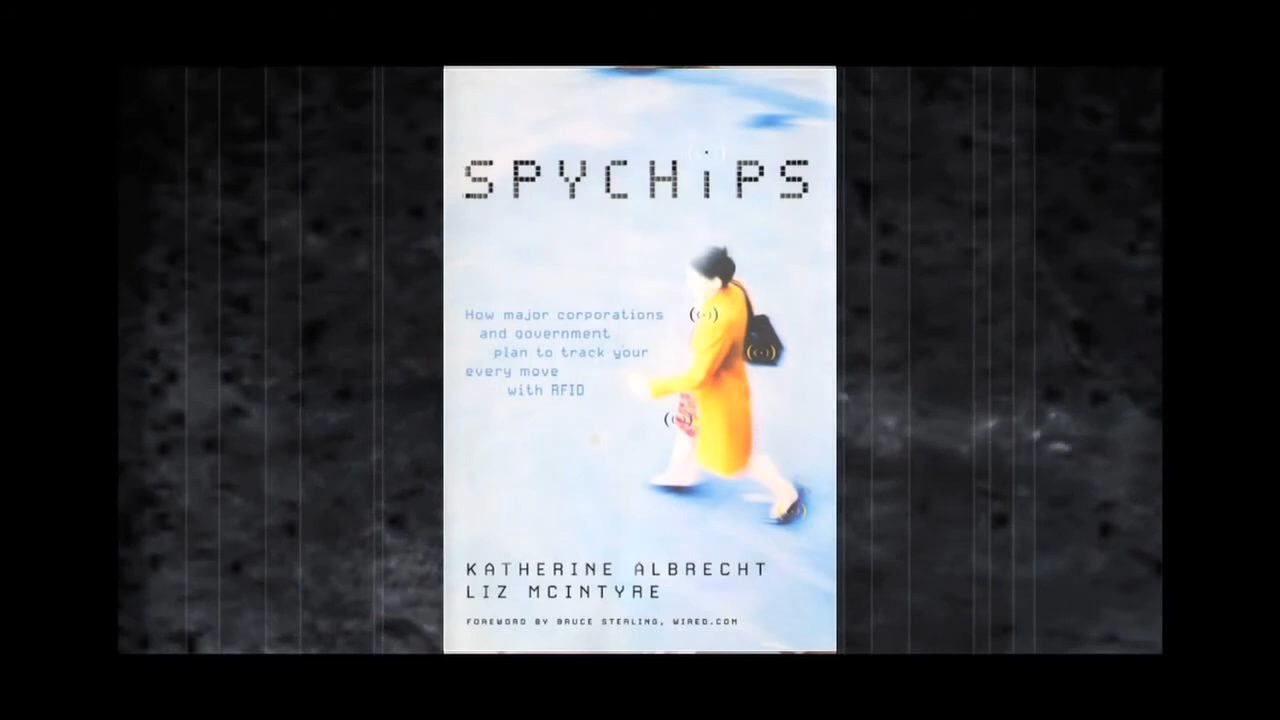 SPYCHiPS
How major corporations
and government
plan to track your
every move
with RFID
KATHERINE ALBRECHT
LIZ MCINTYRE
FOREWORD BY BRUCE STERLING, WIRED.COM